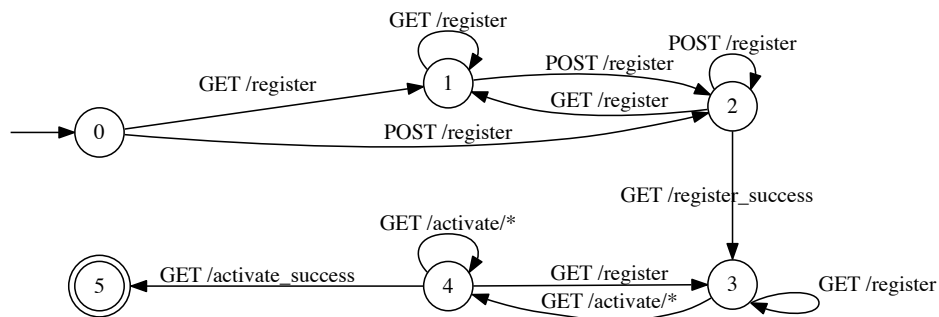 GET /register
POST /register
GET /register
POST /register
GET /register
POST /register
0
1
2
GET /register_success
GET /activate/*
GET /activate_success
GET /register
GET /activate/*
GET /register
5
4
3